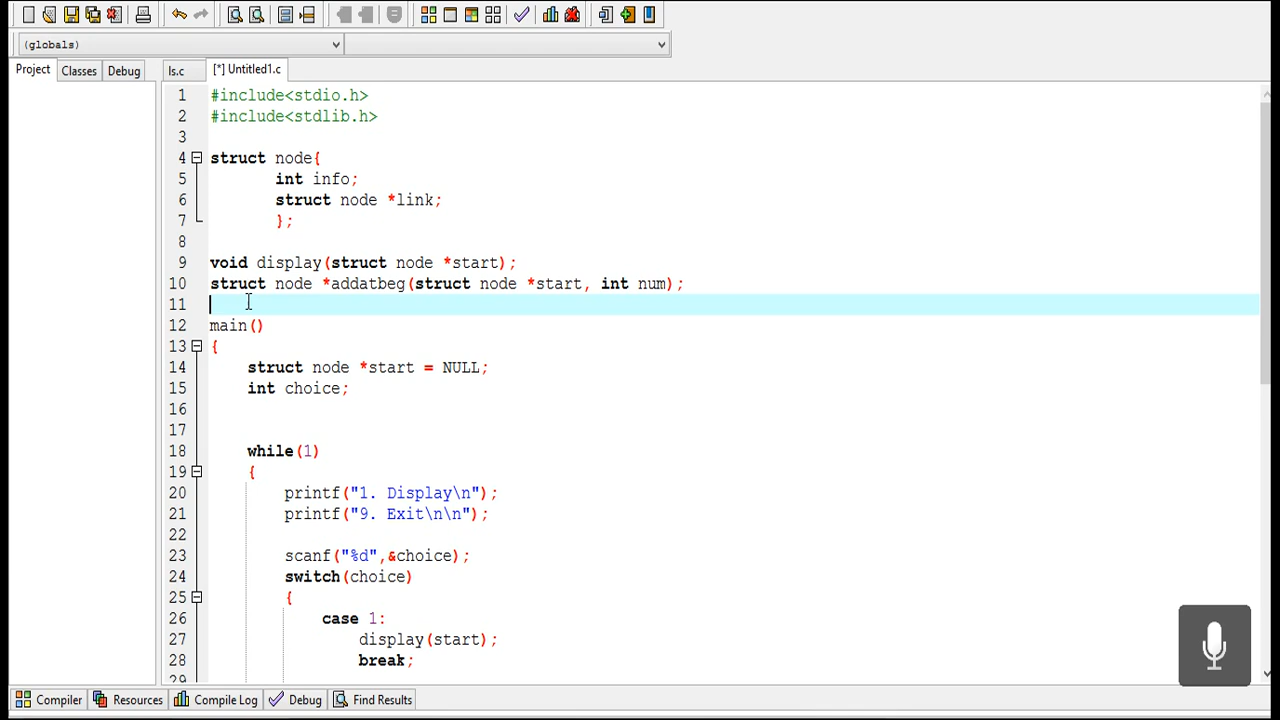 (globals)
Project Classes Debug ls.c [*] Untitled1.c
1 #include<stdio.h>
2 #include<stdlib.h>
3
4 struct node{
5 int info;
6 struct node *link;
7 };
8
9 void display(struct node *start);
10 struct node *addatbeg(struct node *start, int num);
11
12 main()
13 {
14 struct node *start = NULL;
15 int choice;
16
17
18 while(1)
19 {
20 printf("1. Display\n");
21 printf("9. Exit\n\n");
22
23 scanf("%d",&choice);
24 switch(choice)
25 {
26 case 1:
27 display(start);
28 break;
29
Compiler Resources Compile Log Debug Find Results